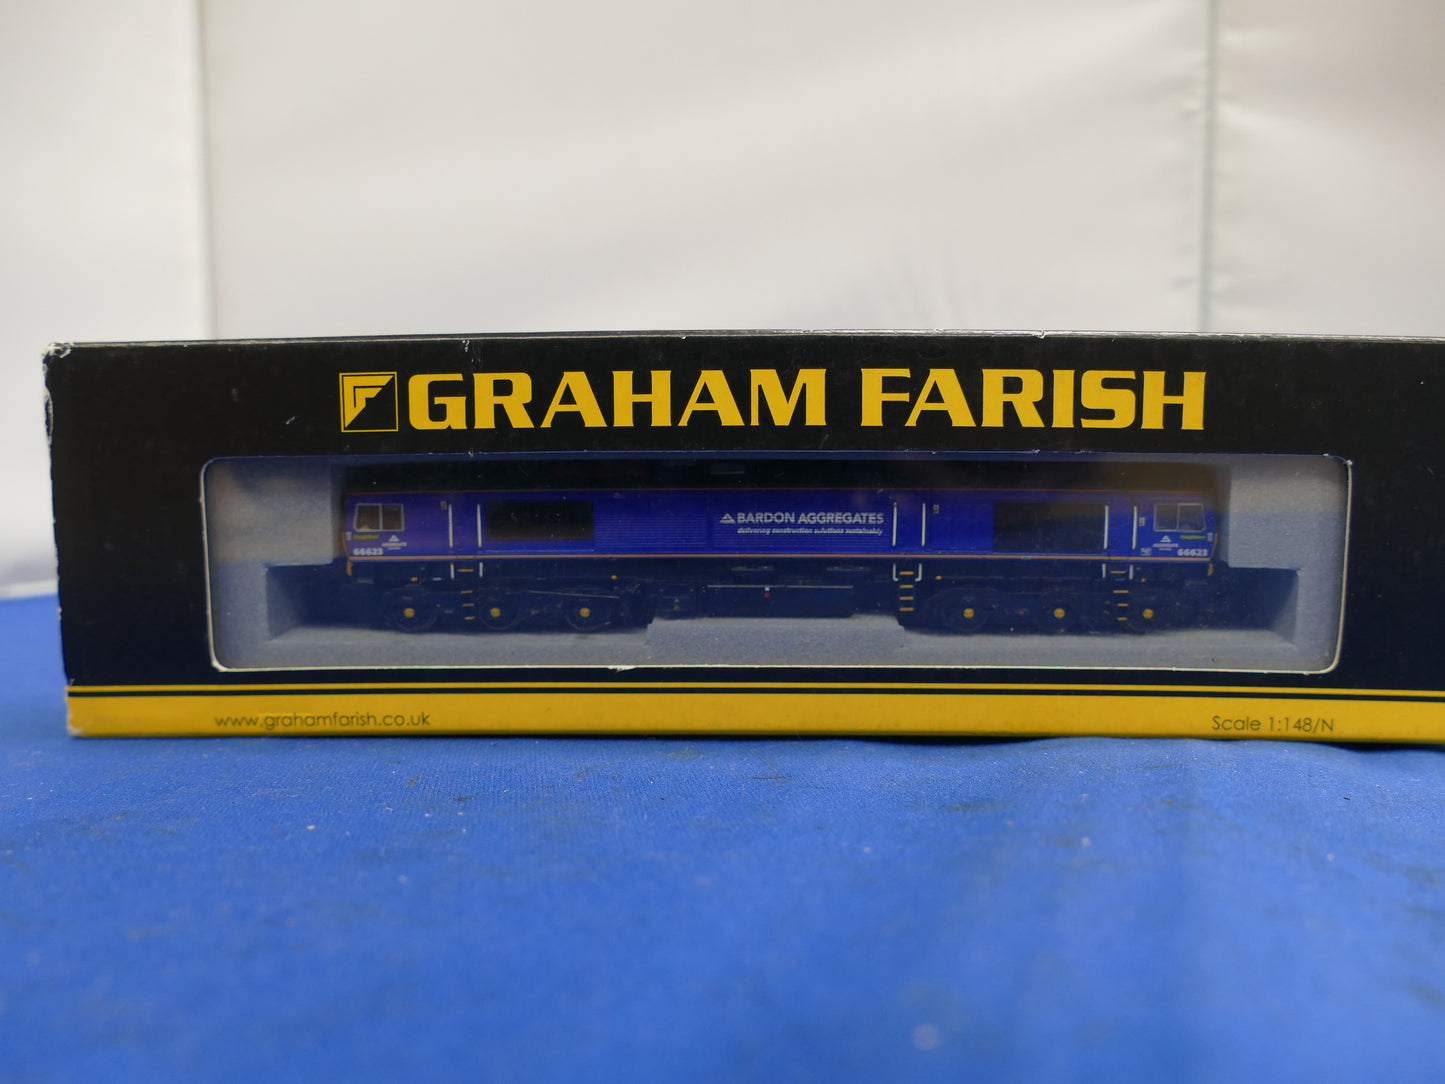 GRAHAM FARISH
BARDON AGGREGATES
delivering construction solutions sustainably
66623
66623
www.grahamfarish.co.uk
Scale 1:148/N